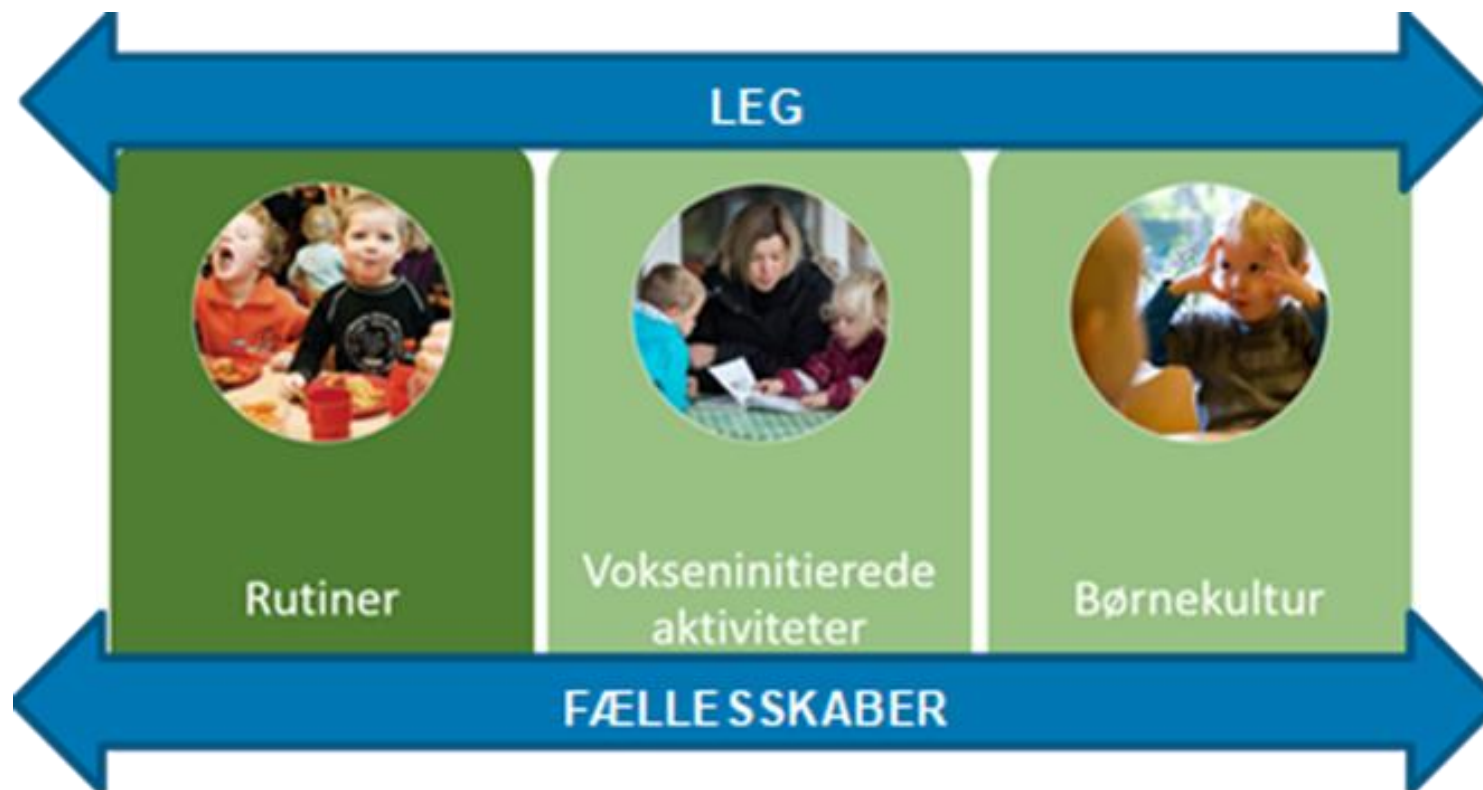 LEG
Rutiner
Vokseninitierede
aktiviteter
Børnekultur
FÆLLESSKABER